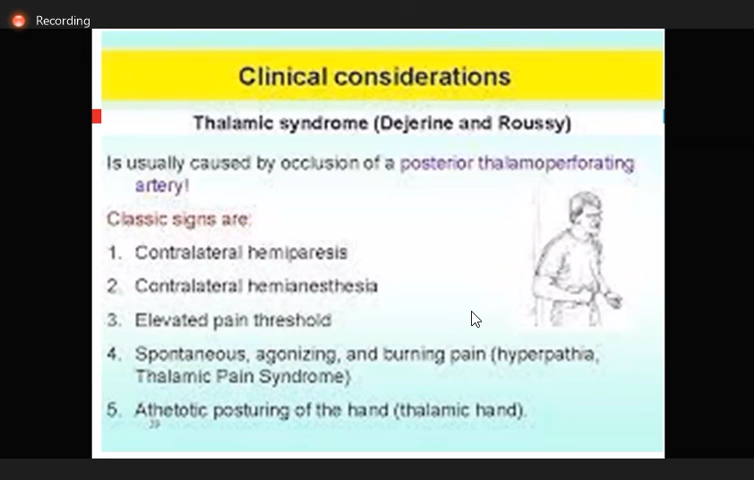 Recording
Clinical considerations
Thalamic syndrome (Dejerine and Roussy)
Is usually caused by occlusion of a posterior thalamoperforating
artery!
Classic signs are:
1. Contralateral hemiparesis
2. Contralateral hemianesthesia
3. Elevated pain threshold
4. Spontaneous, agonizing, and burning pain (hyperpathia,
Thalamic Pain Syndrome)
5. Athetotic posturing of the hand (thalamic hand).